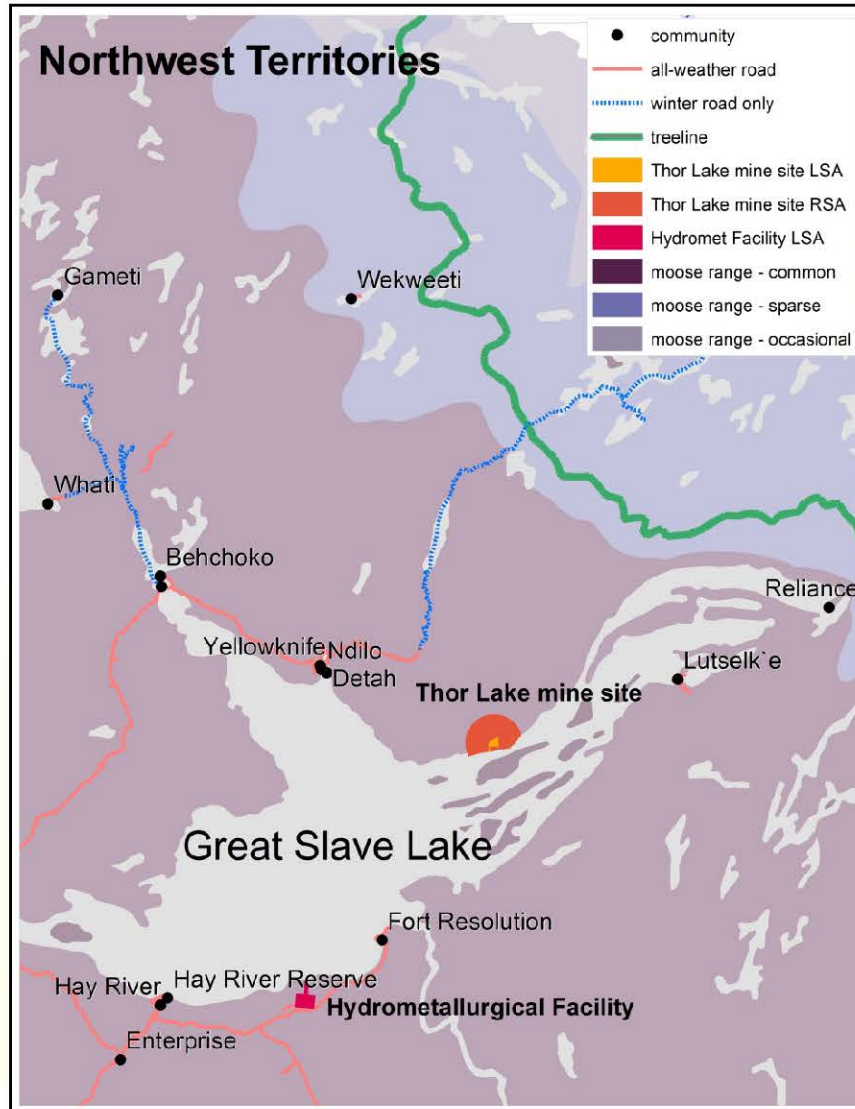 Northwest Territories
community
all-weather road
winter road only
treeline
Thor Lake mine site LSA
Thor Lake mine site RSA
Hydromet Facility LSA
moose range - common
moose range - sparse
moose range - occasional
Gameti
Wekweeti
Whati
Behchoko
Reliance
Yellowknife
Ndilo
Detah
Lutselk`e
Thor Lake mine site
Great Slave Lake
Fort Resolution
Hay River
Hay River Reserve
Hydrometallurgical Facility
Enterprise